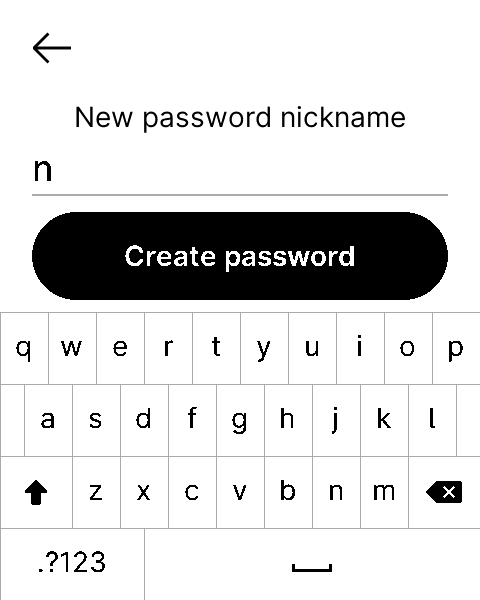 New password nickname
n
Create password
q w e r t y u i o p
a s d f g h j k l
z x c v b n m
.?123